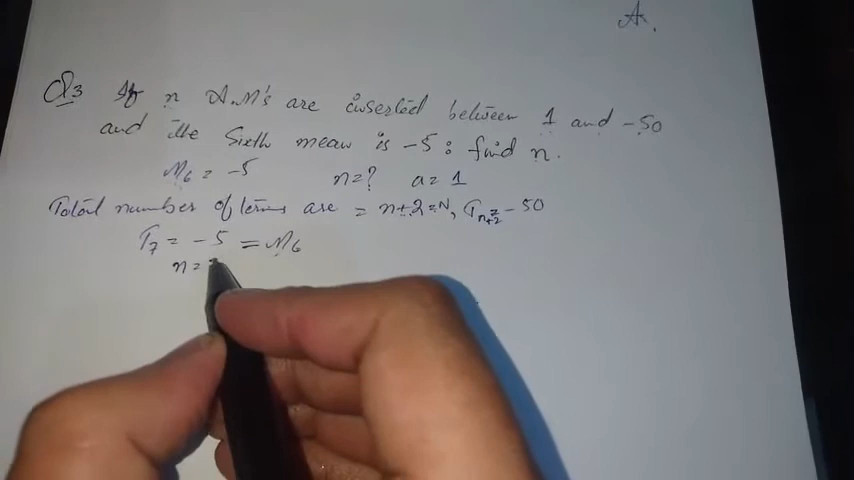 A.
Q3 If n A.M's are inserted between 1 and -50
and the Sixth mean is -5 : find n.
M6 = -5 n=? a = 1
Total number of terms are = n+2 = N, Tn+2 = -50
T7 = -5 = M6
n =